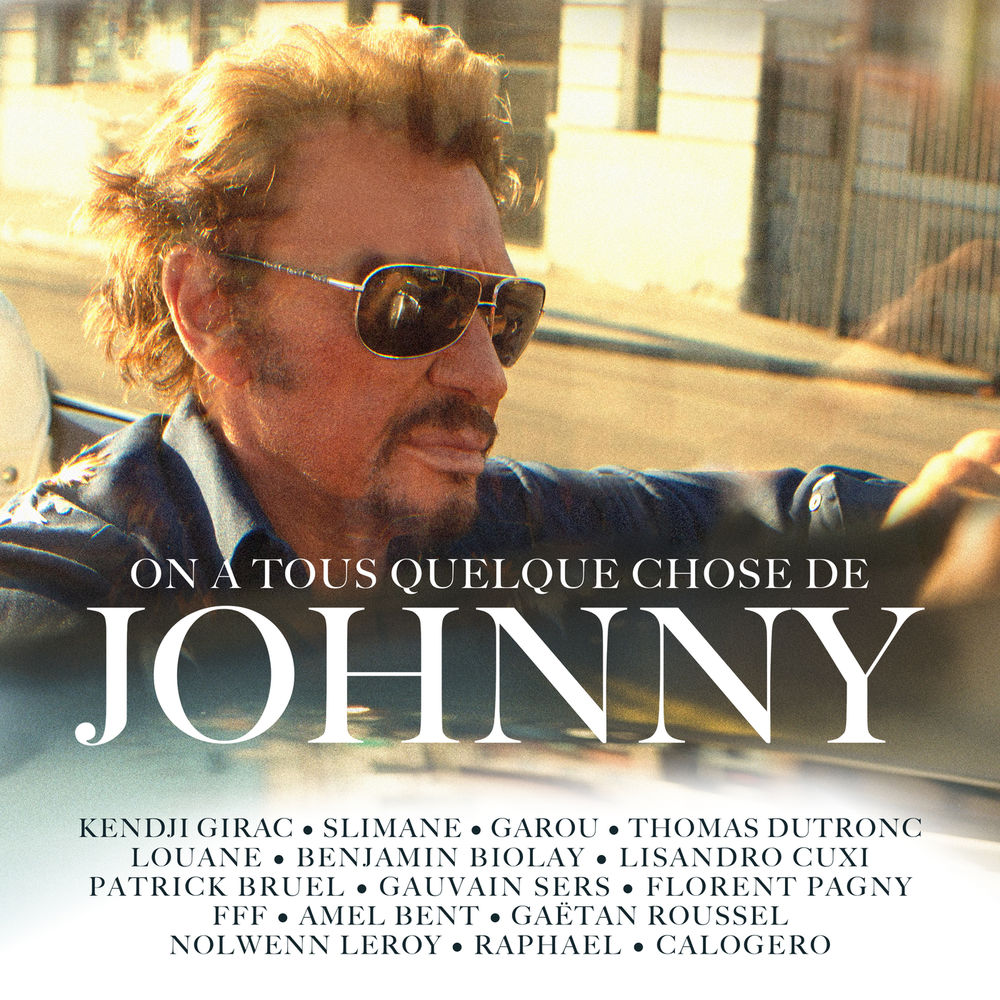 ON A TOUS QUELQUE CHOSE DE
JOHNNY
KENDJI GIRAC • SLIMANE • GAROU • THOMAS DUTRONC
LOUANE • BENJAMIN BIOLAY • LISANDRO CUXI
PATRICK BRUEL • GAUVAIN SERS • FLORENT PAGNY
FFF • AMEL BENT • GAËTAN ROUSSEL
NOLWENN LEROY • RAPHAEL • CALOGERO